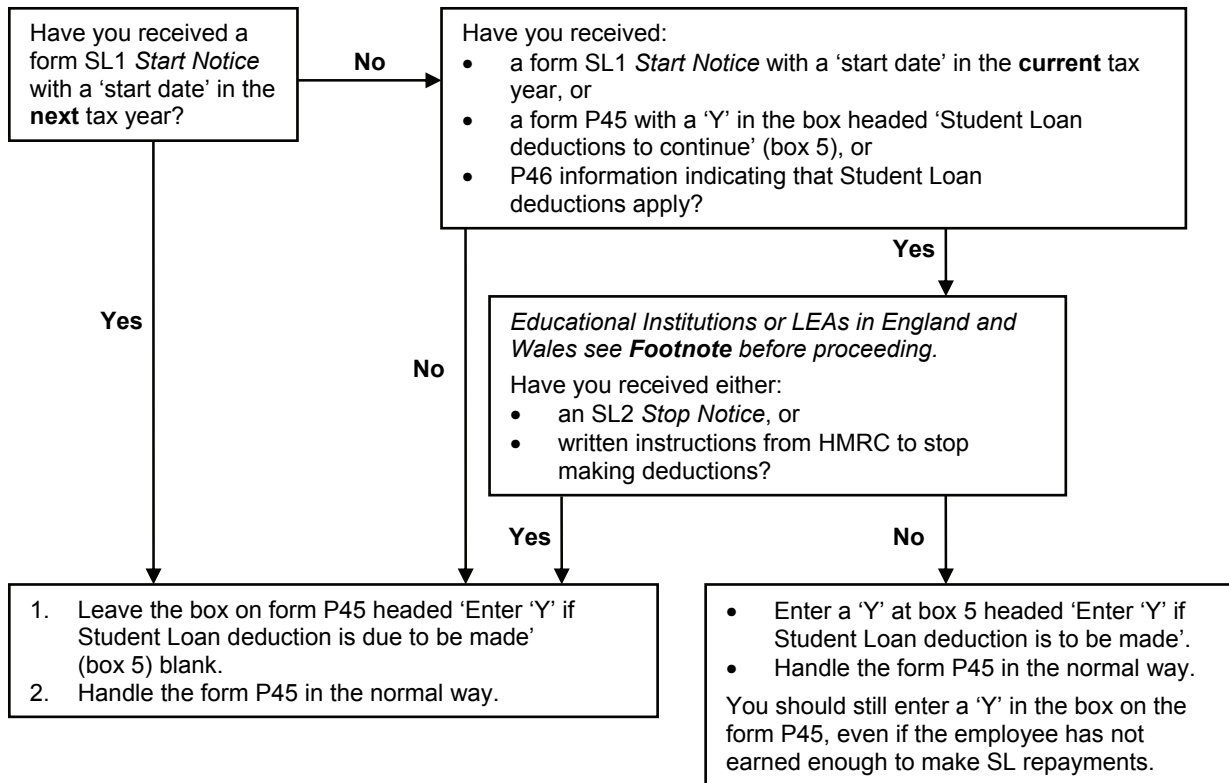 Have you received a
form SL1 Start Notice
with a ‘start date’ in the
next tax year?
No
Have you received:
• a form SL1 Start Notice with a ‘start date’ in the current tax
year, or
• a form P45 with a ‘Y’ in the box headed ‘Student Loan
deductions to continue’ (box 5), or
• P46 information indicating that Student Loan
deductions apply?
Yes
No
Yes
Educational Institutions or LEAs in England and
Wales see Footnote before proceeding.
Have you received either:
• an SL2 Stop Notice, or
• written instructions from HMRC to stop
making deductions?
Yes
No
1. Leave the box on form P45 headed ‘Enter ‘Y’ if
Student Loan deduction is due to be made’
(box 5) blank.
2. Handle the form P45 in the normal way.
• Enter a ‘Y’ at box 5 headed ‘Enter ‘Y’ if
Student Loan deduction is to be made’.
• Handle the form P45 in the normal way.
You should still enter a ‘Y’ in the box on the
form P45, even if the employee has not
earned enough to make SL repayments.